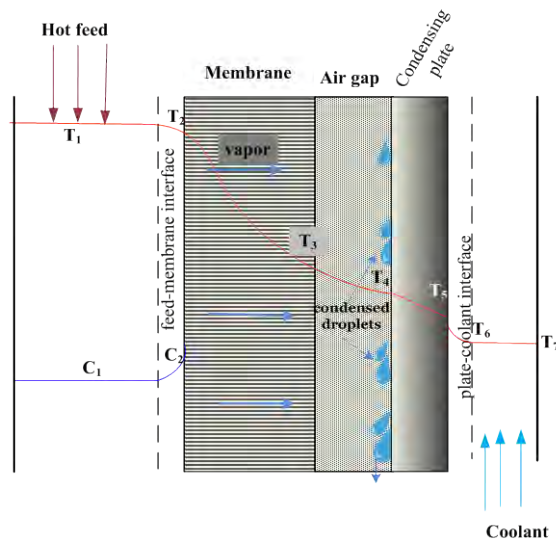 Hot feed
Membrane
Air gap
Condensing
plate
T1
T2
vapor
feed-membrane interface
T3
T4
T5
condensed
droplets
plate-coolant interface
T6
T7
C1
C2
Coolant